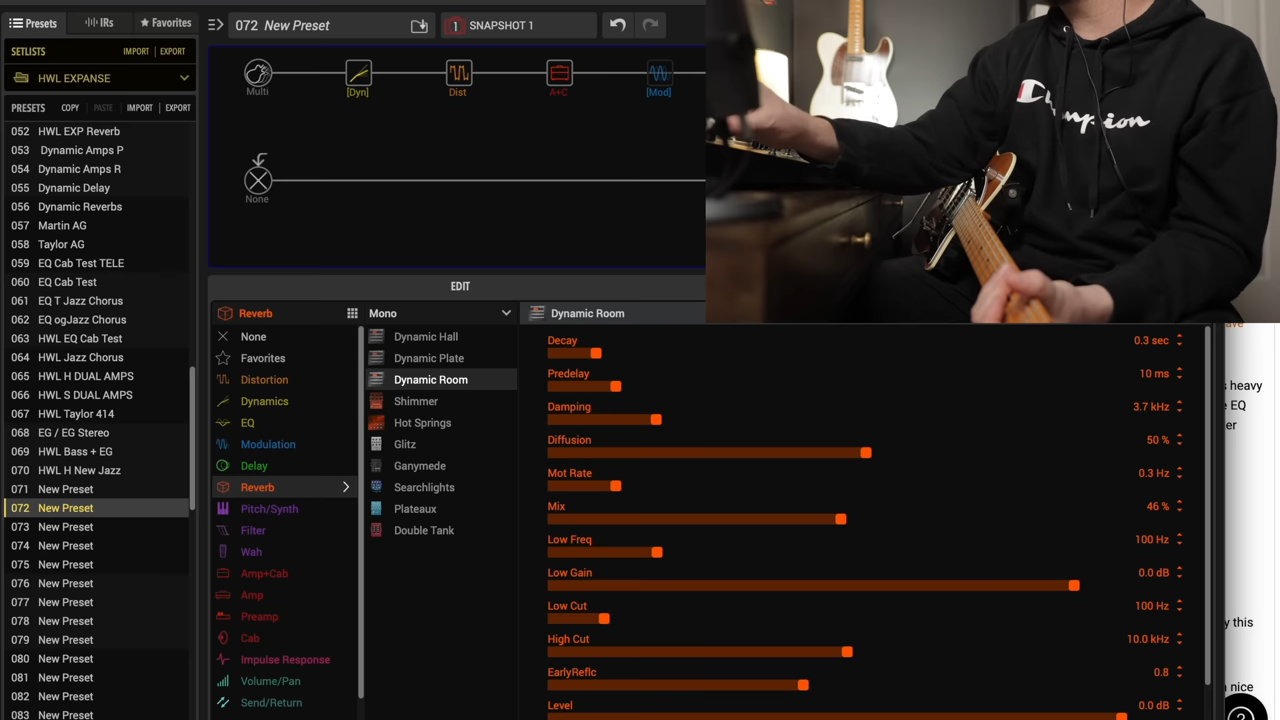 Presets
IRs
Favorites
072 New Preset
1
SNAPSHOT 1
SETLISTS
IMPORT
EXPORT
HWL EXPANSE
PRESETS
COPY
PASTE
IMPORT
EXPORT
052 HWL EXP Reverb
053 Dynamic Amps P
054 Dynamic Amps R
055 Dynamic Delay
056 Dynamic Reverbs
057 Martin AG
058 Taylor AG
059 EQ Cab Test TELE
060 EQ Cab Test
061 EQ T Jazz Chorus
062 EQ ogJazz Chorus
063 HWL EQ Cab Test
064 HWL Jazz Chorus
065 HWL H DUAL AMPS
066 HWL S DUAL AMPS
067 HWL Taylor 414
068 EG / EG Stereo
069 HWL Bass + EG
070 HWL H New Jazz
071 New Preset
072 New Preset
073 New Preset
074 New Preset
075 New Preset
076 New Preset
077 New Preset
078 New Preset
079 New Preset
080 New Preset
081 New Preset
082 New Preset
083 New Preset
Multi
[Dyn]
Dist
A+C
[Mod]
None
Champion
EDIT
Reverb
Mono
Dynamic Room
None
Favorites
Distortion
Dynamics
EQ
Modulation
Delay
Reverb
Pitch/Synth
Filter
Wah
Amp+Cab
Amp
Preamp
Cab
Impulse Response
Volume/Pan
Send/Return
Dynamic Hall
Dynamic Plate
Dynamic Room
Shimmer
Hot Springs
Glitz
Ganymede
Searchlights
Plateaux
Double Tank
Decay 0.3 sec
Predelay 10 ms
Damping 3.7 kHz
Diffusion 50 %
Mot Rate 0.3 Hz
Mix 46 %
Low Freq 100 Hz
Low Gain 0.0 dB
Low Cut 100 Hz
High Cut 10.0 kHz
EarlyReflc 0.8
Level 0.0 dB
heavy
EQ
this
nice
?